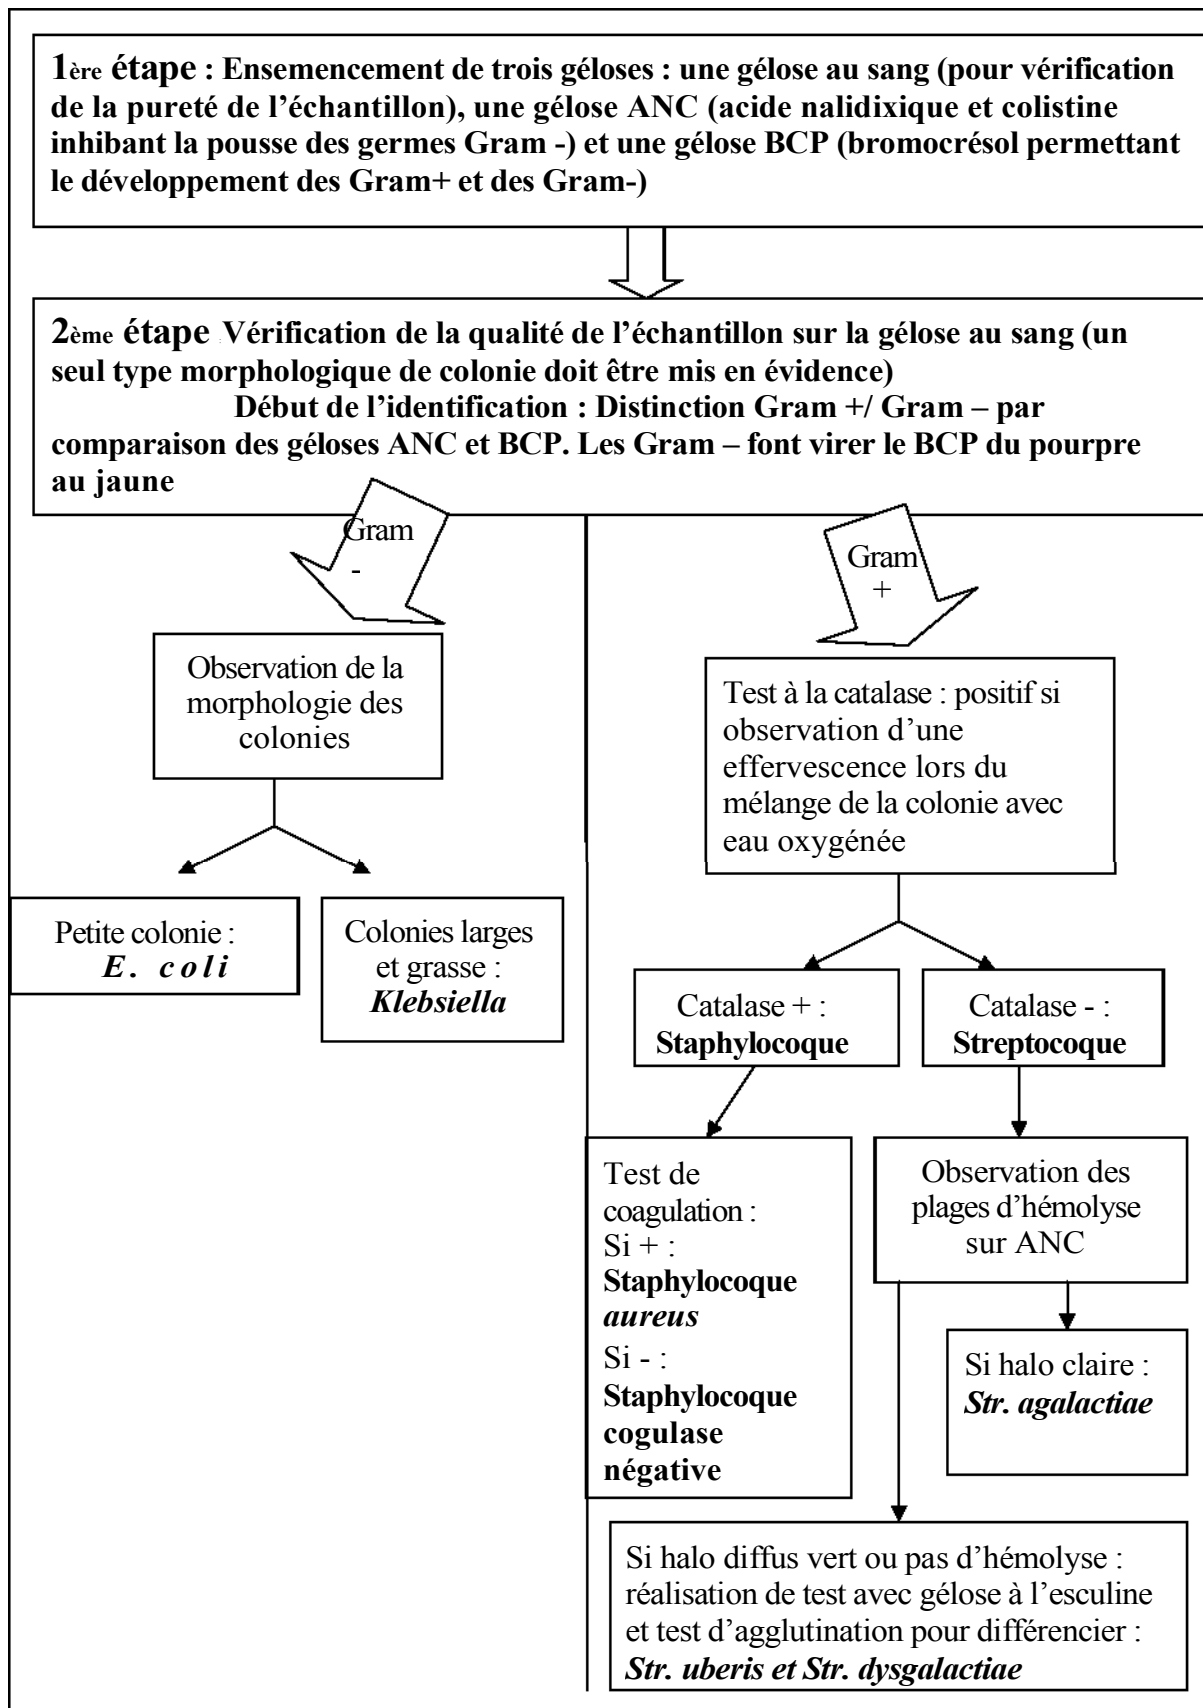 1ère étape : Ensemencement de trois géloses : une gélose au sang (pour vérification
de la pureté de l’échantillon), une gélose ANC (acide nalidixique et colistine
inhibant la pousse des germes Gram -) et une gélose BCP (bromocrésol permettant
le développement des Gram+ et des Gram-)
2ème étape : Vérification de la qualité de l’échantillon sur la gélose au sang (un
seul type morphologique de colonie doit être mis en évidence)
Début de l’identification : Distinction Gram +/ Gram – par
comparaison des géloses ANC et BCP. Les Gram – font virer le BCP du pourpre
au jaune
Gram
-
Gram
+
Observation de la
morphologie des
colonies
Test à la catalase : positif si
observation d’une
effervescence lors du
mélange de la colonie avec
eau oxygénée
Petite colonie :
E. coli
Colonies larges
et grasse :
Klebsiella
Catalase + :
Staphylocoque
Catalase - :
Streptocoque
Test de
coagulation :
Si + :
Staphylocoque
aureus
Si - :
Staphylocoque
cogulase
négative
Observation des
plages d’hémolyse
sur ANC
Si halo claire :
Str. agalactiae
Si halo diffus vert ou pas d’hémolyse :
réalisation de test avec gélose à l’esculine
et test d’agglutination pour différencier :
Str. uberis et Str. dysgalactiae